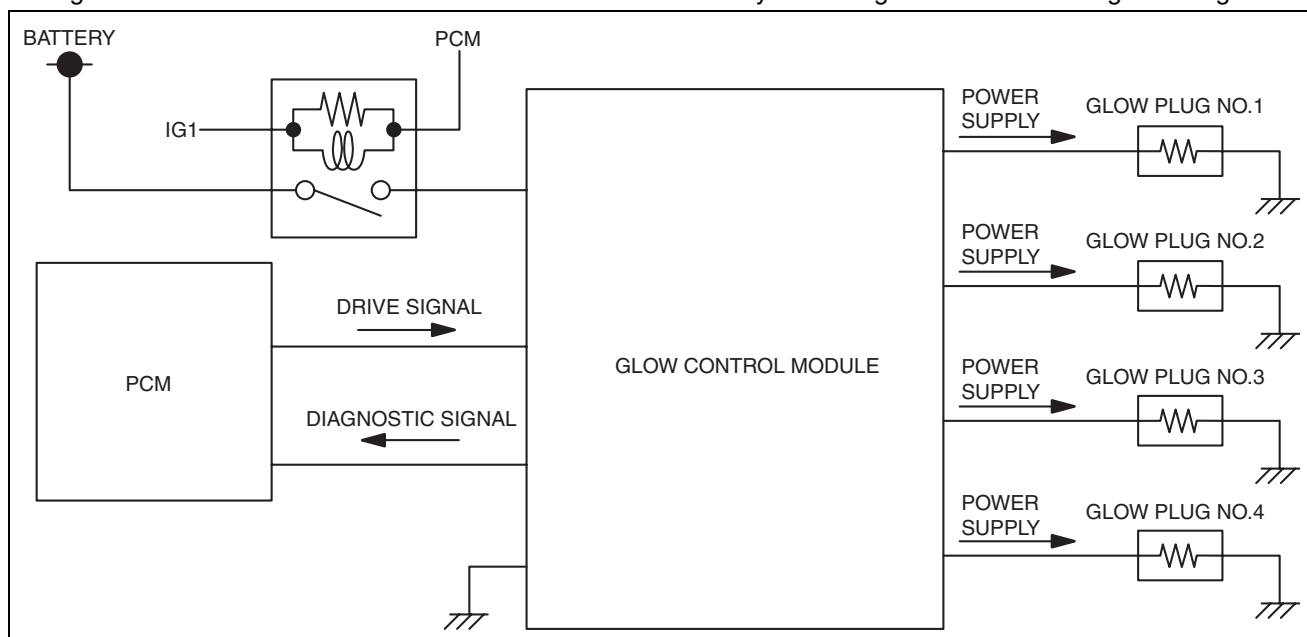 BATTERY
PCM
IG1
PCM
DRIVE SIGNAL
DIAGNOSTIC SIGNAL
GLOW CONTROL MODULE
POWER
SUPPLY
GLOW PLUG NO.1
POWER
SUPPLY
GLOW PLUG NO.2
POWER
SUPPLY
GLOW PLUG NO.3
POWER
SUPPLY
GLOW PLUG NO.4